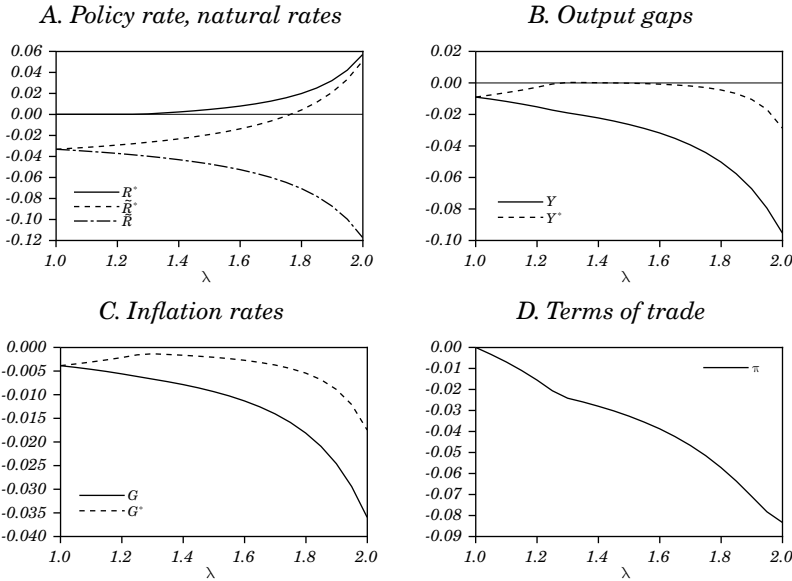 A. Policy rate, natural rates
0.06
0.04
0.02
0.00
-0.02
-0.04
-0.06
-0.08
-0.10
-0.12
R*
R̃*
R̃
1.0 1.2 1.4 1.6 1.8 2.0
λ
B. Output gaps
0.02
0.00
-0.02
-0.04
-0.06
-0.08
-0.10
Y
Y*
1.0 1.2 1.4 1.6 1.8 2.0
λ
C. Inflation rates
0.000
-0.005
-0.010
-0.015
-0.020
-0.025
-0.030
-0.035
-0.040
G
G*
1.0 1.2 1.4 1.6 1.8 2.0
λ
D. Terms of trade
0.00
-0.01
-0.02
-0.03
-0.04
-0.05
-0.06
-0.07
-0.08
-0.09
π
1.0 1.2 1.4 1.6 1.8 2.0
λ